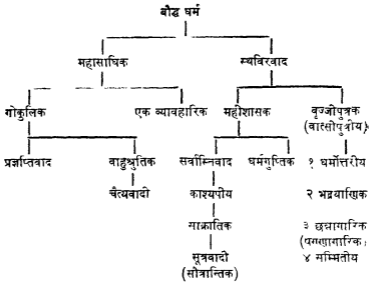 बौद्ध धर्म
महासांघिक स्थविरवाद
गोकुलिक एक व्यावहारिक महीशासक वृज्जीपुत्रक
(वात्सीपुत्रीय)
प्रज्ञप्तिवाद बाहुश्रुतिक सर्वास्तिवाद धर्मगुप्तिक १ धर्मोत्तरीय
चैत्यवादी काश्यपीय २ भद्रयाणिक
साक्रांतिक ३ छन्नागारिक
(षण्णागारिक)
सूत्रवादी ४ सम्मितीय
(सौत्रान्तिक)